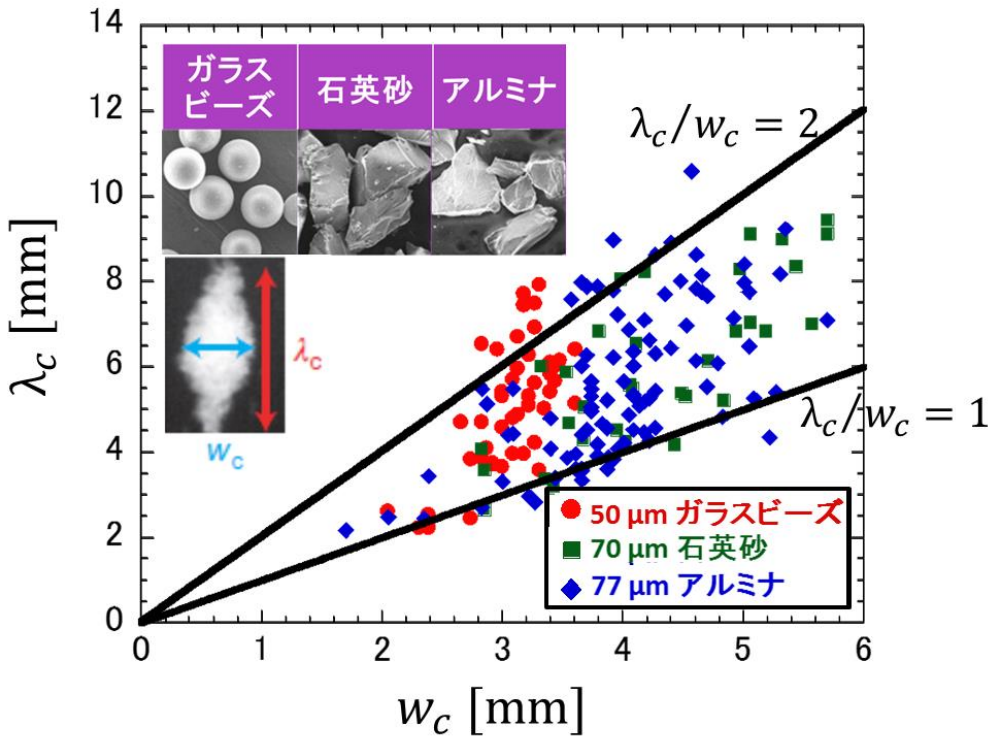 14
12
10
8
6
4
2
0
0
1
2
3
4
5
6
λc [mm]
wc [mm]
ガラス
ビーズ
石英砂
アルミナ
λc
wc
λc/wc = 2
λc/wc = 1
50 µm ガラスビーズ
70 µm 石英砂
77 µm アルミナ